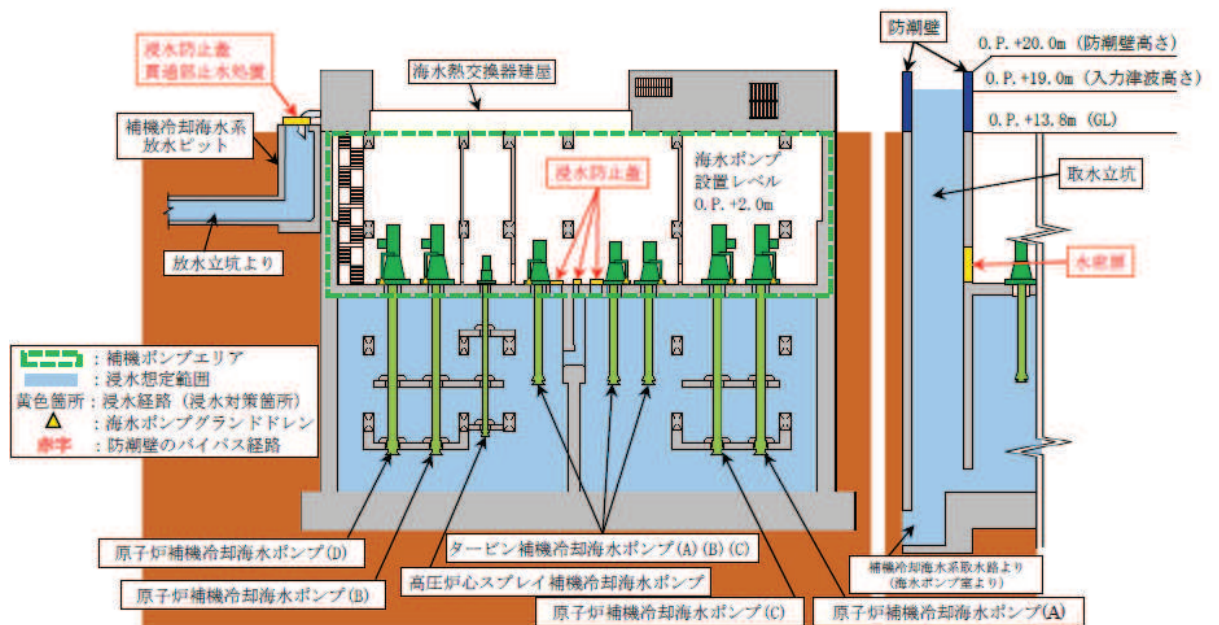 浸水防止蓋
貫通部止水処置
海水熱交換器建屋
防潮壁
O.P.+20.0m (防潮壁高さ)
O.P.+19.0m (入力津波高さ)
O.P.+13.8m (GL)
補機冷却海水系
放水ピット
浸水防止蓋
海水ポンプ
設置レベル
O.P.+2.0m
取水立坑
水密扉
放水立坑より
：補機ポンプエリア
：浸水想定範囲
黄色箇所：浸水経路 (浸水対策箇所)
：海水ポンプグランドドレン
赤字：防潮壁のバイパス経路
原子炉補機冷却海水ポンプ(D)
原子炉補機冷却海水ポンプ(B)
タービン補機冷却海水ポンプ(A)(B)(C)
高圧炉心スプレイ補機冷却海水ポンプ
原子炉補機冷却海水ポンプ(C)
原子炉補機冷却海水ポンプ(A)
補機冷却海水系取水路より
(海水ポンプ室より)